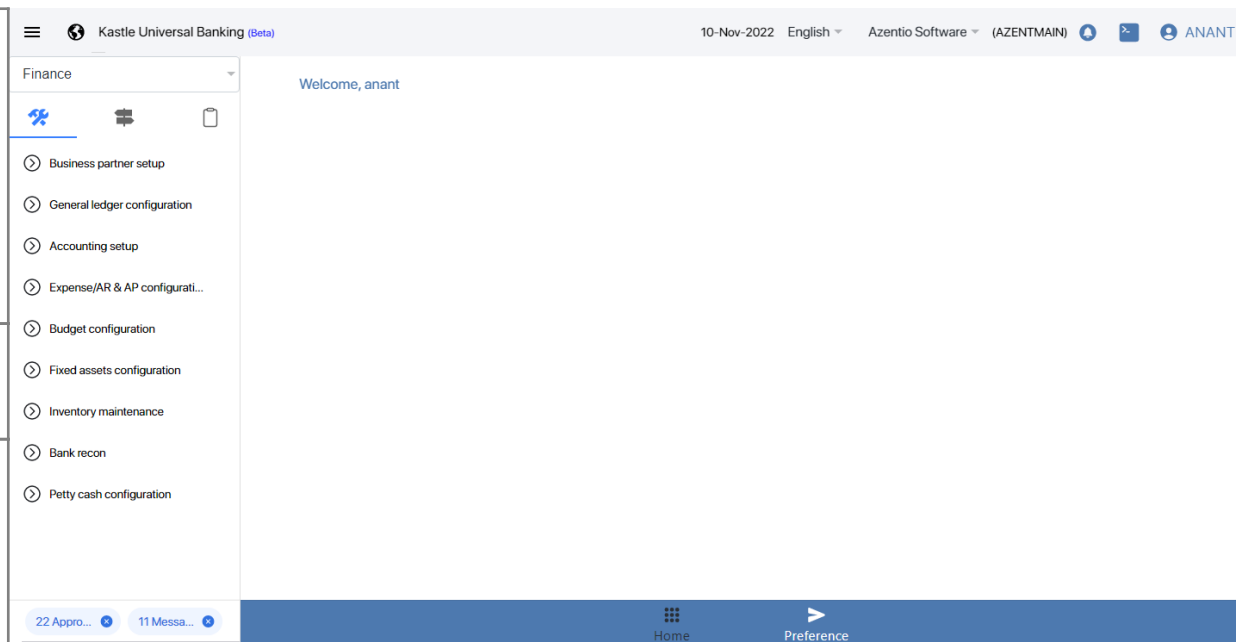 Kastle Universal Banking (Beta) 10-Nov-2022 English Azentio Software (AZENTMAIN) ANANT
Finance
Welcome, anant
Business partner setup
General ledger configuration
Accounting setup
Expense/AR & AP configurati...
Budget configuration
Fixed assets configuration
Inventory maintenance
Bank recon
Petty cash configuration
22 Appro... 11 Messa...
Home Preference